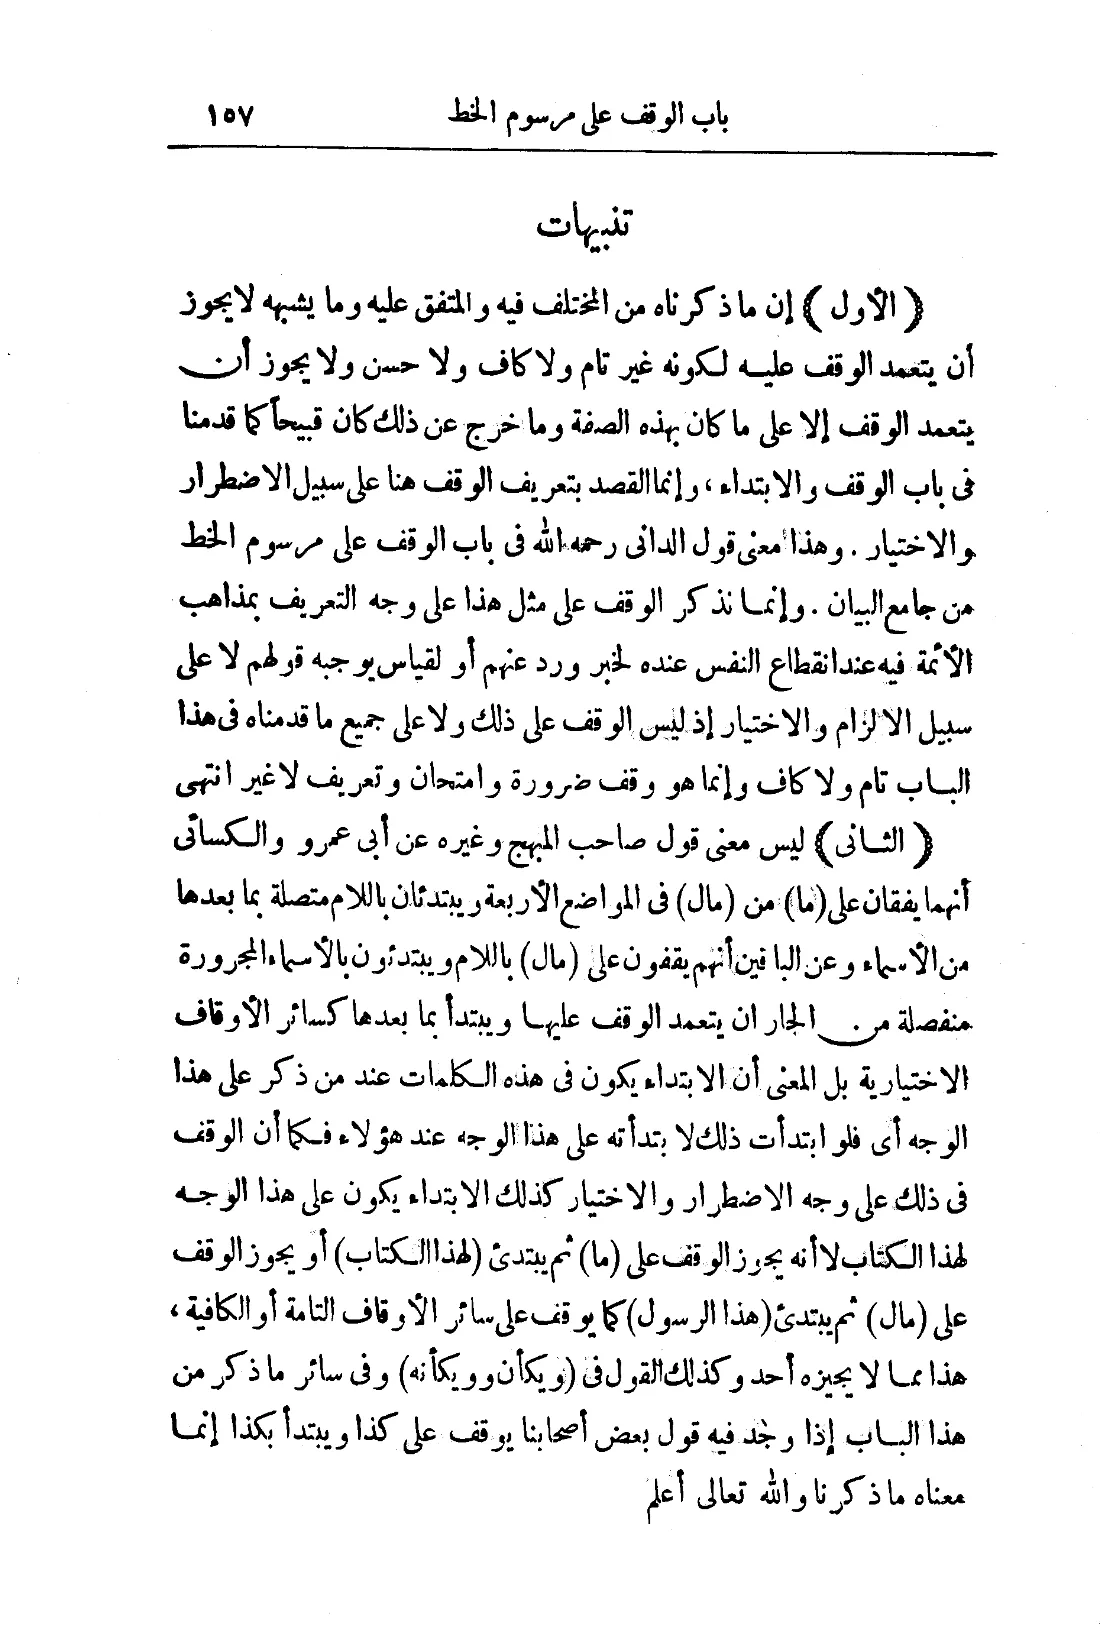 باب الوقف على مرسوم الخط ١٥٧
تنبيهات
( الأول ) إن ما ذكرناه من المختلف فيه والمتفق عليه وما يشبهه لا يجوز
أن يتعمد الوقف عليه لكونه غير تام ولا كاف ولا حسن ولا يجوز أن
يتعمد الوقف إلا على ما كان بهذه الصفة وما خرج عن ذلك كان قبيحاً كما قدمنا
فى باب الوقف والابتداء ، وإنما القصد بتعريف الوقف هنا على سبيل الاضطرار
والاختيار . وهذا معنى قول الدانى رحمه الله فى باب الوقف على مرسوم الخط
من جامع البيان . وإنما نذكر الوقف على مثل هذا على وجه التعريف بمذاهب
الأئمة فيه عند انقطاع النفس عنده لخبر ورد عنهم أو لقياس يوجبه قولهم لا على
سبيل الالزام والاختيار إذ ليس الوقف على ذلك ولا على جميع ما قدمناه فى هذا
الباب تام ولا كاف وإنما هو وقف ضرورة وامتحان وتعريف لا غير انتهى
( الثانى ) ليس معنى قول صاحب المبهج وغيره عن أبى عمرو والكسائى
أنهما يفقان على (ما) من (مال) فى المواضع الأربعة ويبتدئان باللام متصلة بما بعدها
من الأسماء وعن الباقين أنهم يقفون على (مال) باللام ويبتدئون بالأسماء المجرورة
منفصلة من الجار ان يتعمد الوقف عليها ويبتدأ بما بعدها كسائر الأوقاف
الاختيارية بل المعنى أن الابتداء يكون فى هذه الكلمات عند من ذكر على هذا
الوجه أى فلو ابتدأت ذلك لابتدأته على هذا الوجه عند هؤلاء فكما أن الوقف
فى ذلك على وجه الاضطرار والاختيار كذلك الابتداء يكون على هذا الوجه
لهذا الكتاب لا أنه يجوز الوقف على (ما) ثم يبتدئ (لهذا الكتاب) أو يجوز الوقف
على (مال) ثم يبتدئ (هذا الرسول) كما يوقف على سائر الأوقاف التامة أو الكافية ،
هذا مما لا يجيزه أحد وكذلك القول فى (ويكأن وويكأنه) وفى سائر ما ذكر من
هذا الباب إذا وجد فيه قول بعض أصحابنا يوقف على كذا ويبتدأ بكذا إنما
معناه ما ذكرنا والله تعالى أعلم